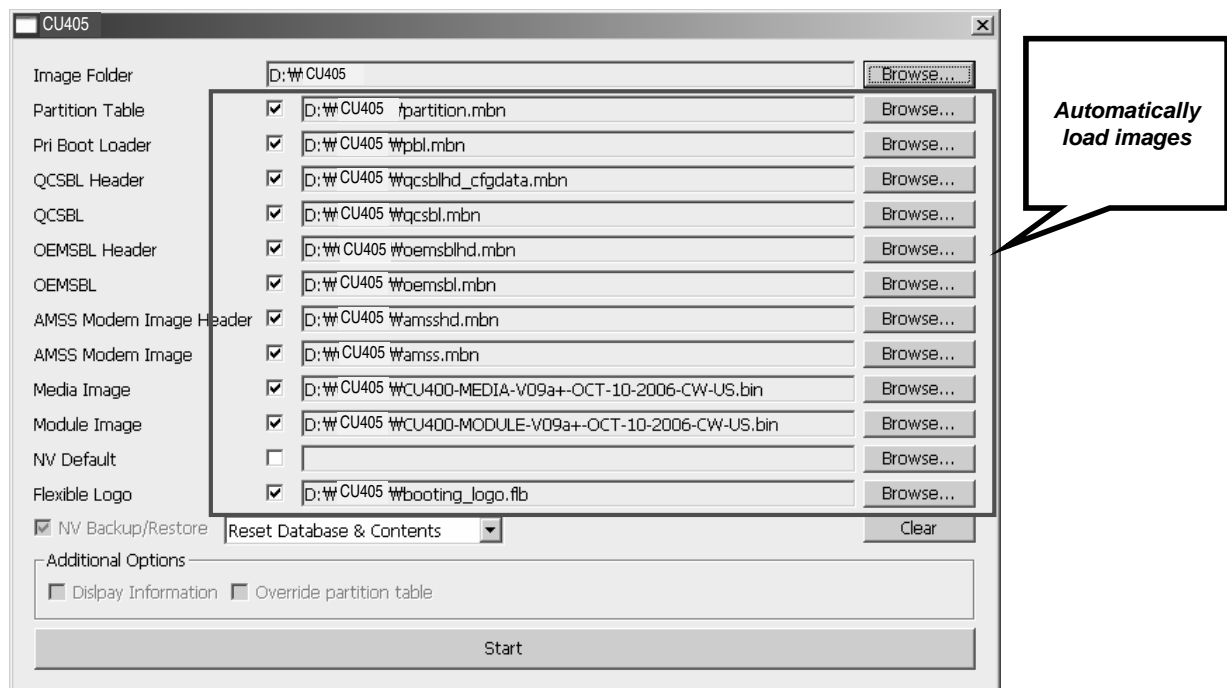 CU405
Image Folder D:₩ CU405 Browse...
Partition Table D:₩ CU405 partition.mbn Browse...
Pri Boot Loader D:₩ CU405 ₩pbl.mbn Browse...
QCSBL Header D:₩ CU405 ₩qcsblhd_cfgdata.mbn Browse...
QCSBL D:₩ CU405 ₩qcsbl.mbn Browse...
OEMSBL Header D:₩ CU405 ₩oemsblhd.mbn Browse...
OEMSBL D:₩ CU405 ₩oemsbl.mbn Browse...
AMSS Modem Image Header D:₩ CU405 ₩amsshd.mbn Browse...
AMSS Modem Image D:₩ CU405 ₩amss.mbn Browse...
Media Image D:₩ CU405 ₩CU400-MEDIA-V09a+-OCT-10-2006-CW-US.bin Browse...
Module Image D:₩ CU405 ₩CU400-MODULE-V09a+-OCT-10-2006-CW-US.bin Browse...
NV Default Browse...
Flexible Logo D:₩ CU405 ₩booting_logo.flb Browse...
NV Backup/Restore Reset Database & Contents Clear
Additional Options
Dislpay Information Override partition table
Start
Automatically
load images